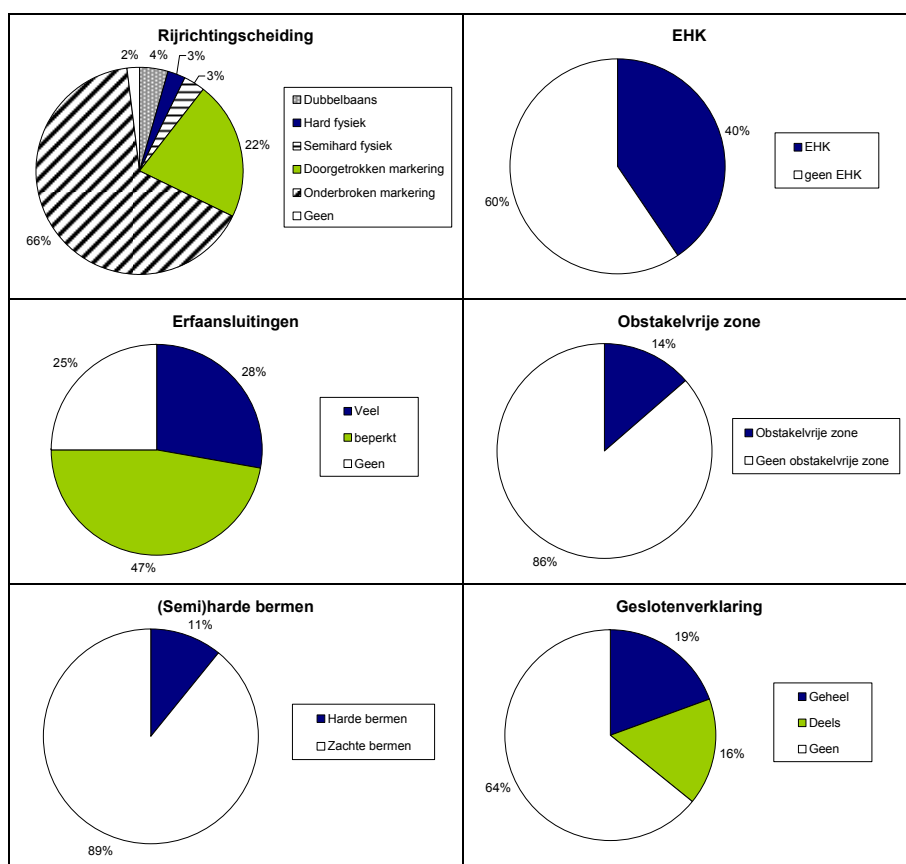 Rijrichtingscheiding
2%
4%
3%
3%
22%
66%
Dubbelbaans
Hard fysiek
Semihard fysiek
Doorgetrokken markering
Onderbroken markering
Geen
EHK
40%
60%
EHK
geen EHK
Erfaansluitingen
25%
28%
47%
Veel
beperkt
Geen
Obstakelvrije zone
14%
86%
Obstakelvrije zone
Geen obstakelvrije zone
(Semi)harde bermen
11%
89%
Harde bermen
Zachte bermen
Geslotenverklaring
19%
16%
64%
Geheel
Deels
Geen